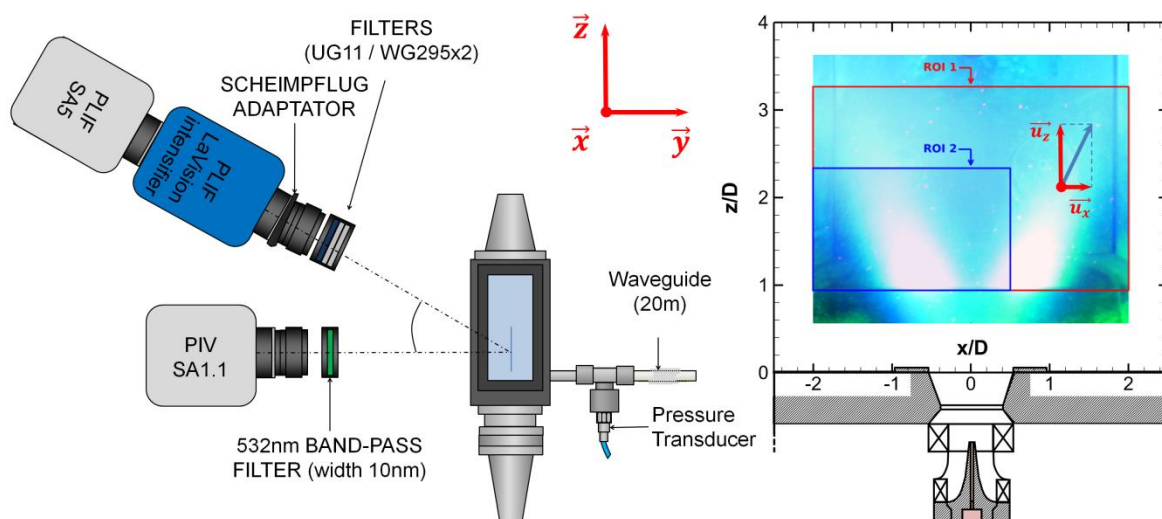 FILTERS
(UG11 / WG295x2)
SCHEIMPFLUG
ADAPTATOR
PLIF
SA5
PLIF
LaVision
intensifier
PIV
SA1.1
532nm BAND-PASS
FILTER (width 10nm)
z
x
y
Waveguide
(20m)
Pressure
Transducer
z/D
4
3
2
1
0
ROI 1
ROI 2
u_z
u_x
x/D
-2
-1
0
1
2